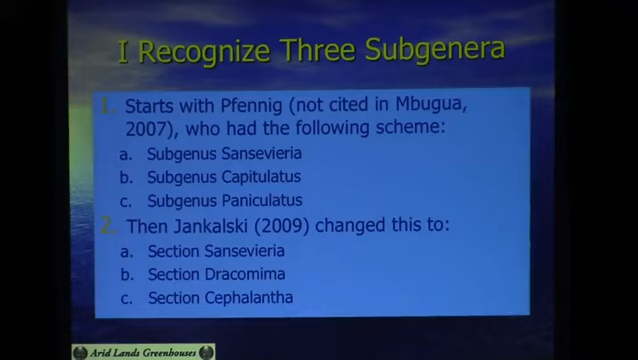 I Recognize Three Subgenera
1. Starts with Pfennig (not cited in Mbugua,
2007), who had the following scheme:
a. Subgenus Sansevieria
b. Subgenus Capitulatus
c. Subgenus Paniculatus
2. Then Jankalski (2009) changed this to:
a. Section Sansevieria
b. Section Dracomima
c. Section Cephalantha
Arid Lands Greenhouses